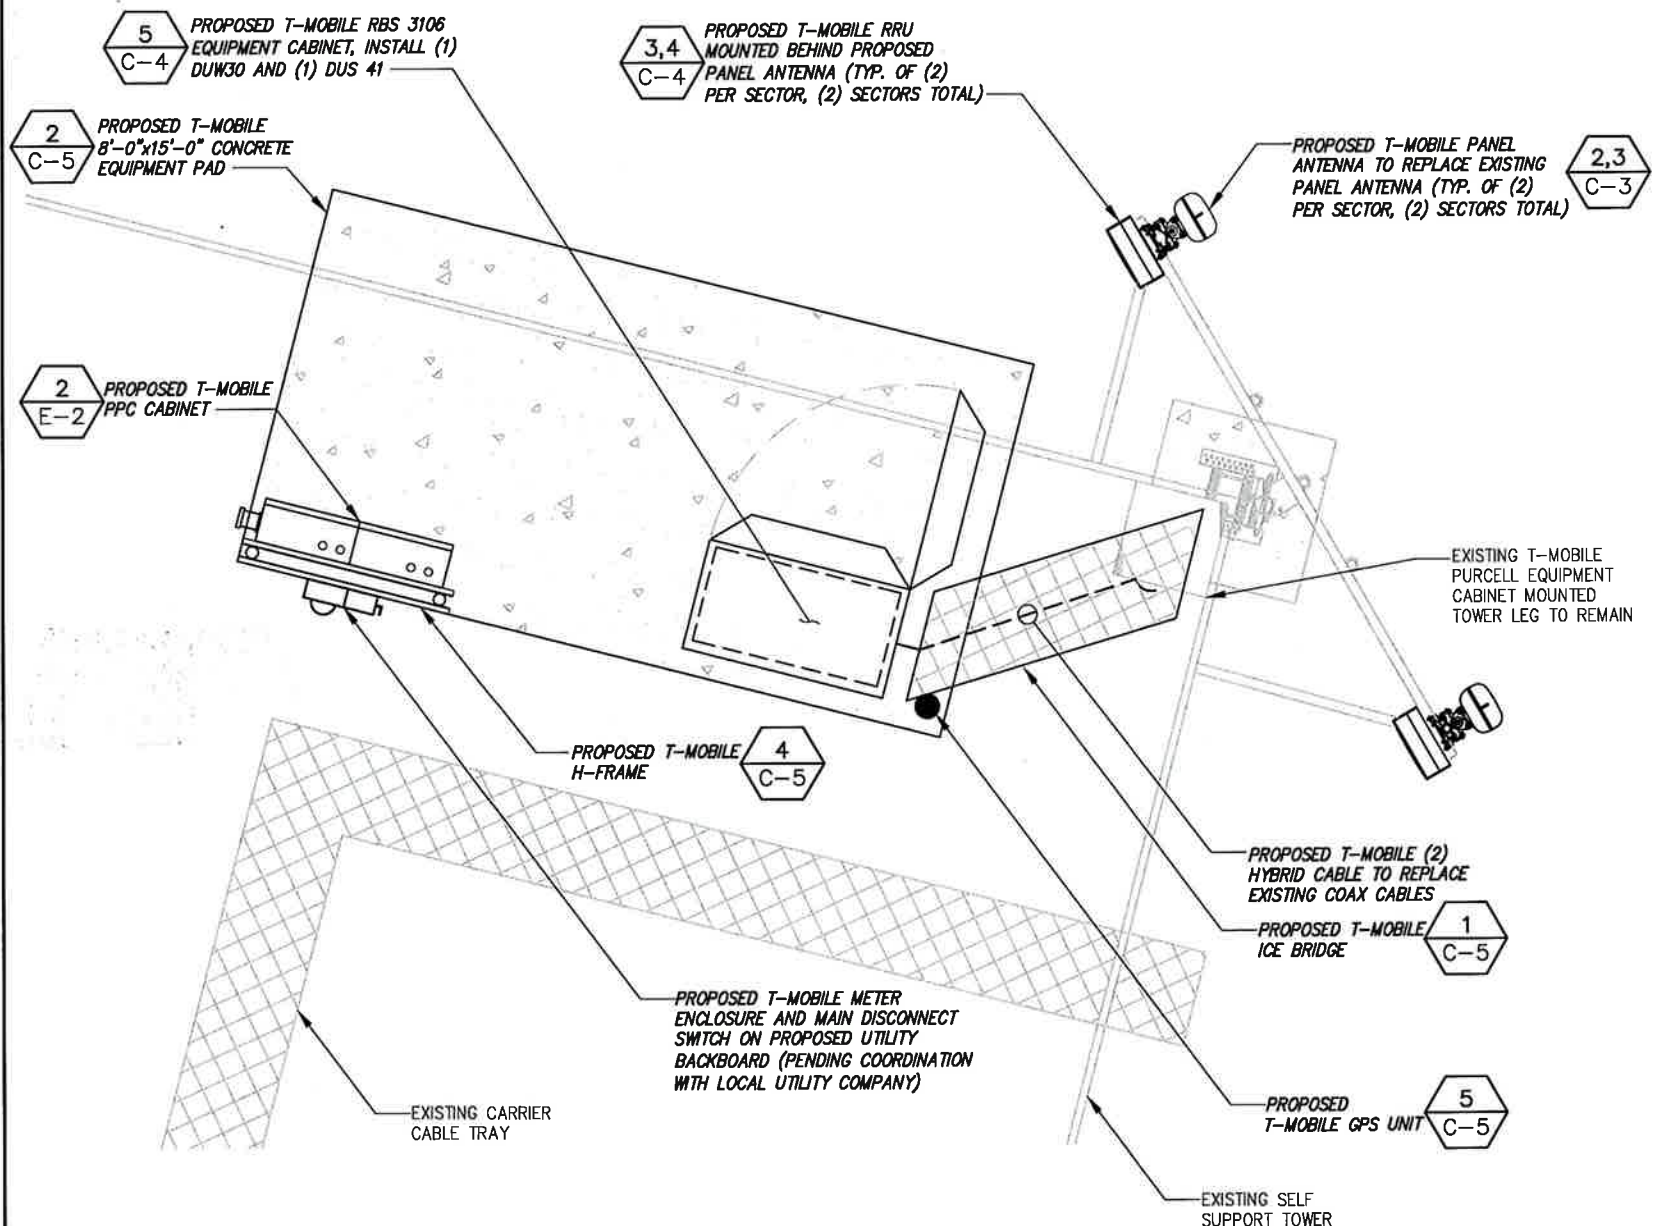 5
C-4
PROPOSED T-MOBILE RBS 3106
EQUIPMENT CABINET, INSTALL (1)
DUW30 AND (1) DUS 41
3,4
C-4
PROPOSED T-MOBILE RRU
MOUNTED BEHIND PROPOSED
PANEL ANTENNA (TYP. OF (2)
PER SECTOR, (2) SECTORS TOTAL)
2
C-5
PROPOSED T-MOBILE
8'-0"x15'-0" CONCRETE
EQUIPMENT PAD
PROPOSED T-MOBILE PANEL
ANTENNA TO REPLACE EXISTING
PANEL ANTENNA (TYP. OF (2)
PER SECTOR, (2) SECTORS TOTAL)
2,3
C-3
2
E-2
PROPOSED T-MOBILE
PPC CABINET
EXISTING T-MOBILE
PURCELL EQUIPMENT
CABINET MOUNTED
TOWER LEG TO REMAIN
PROPOSED T-MOBILE
H-FRAME
4
C-5
PROPOSED T-MOBILE (2)
HYBRID CABLE TO REPLACE
EXISTING COAX CABLES
PROPOSED T-MOBILE
ICE BRIDGE
1
C-5
PROPOSED T-MOBILE METER
ENCLOSURE AND MAIN DISCONNECT
SWITCH ON PROPOSED UTILITY
BACKBOARD (PENDING COORDINATION
WITH LOCAL UTILITY COMPANY)
EXISTING CARRIER
CABLE TRAY
PROPOSED
T-MOBILE GPS UNIT
5
C-5
EXISTING SELF
SUPPORT TOWER